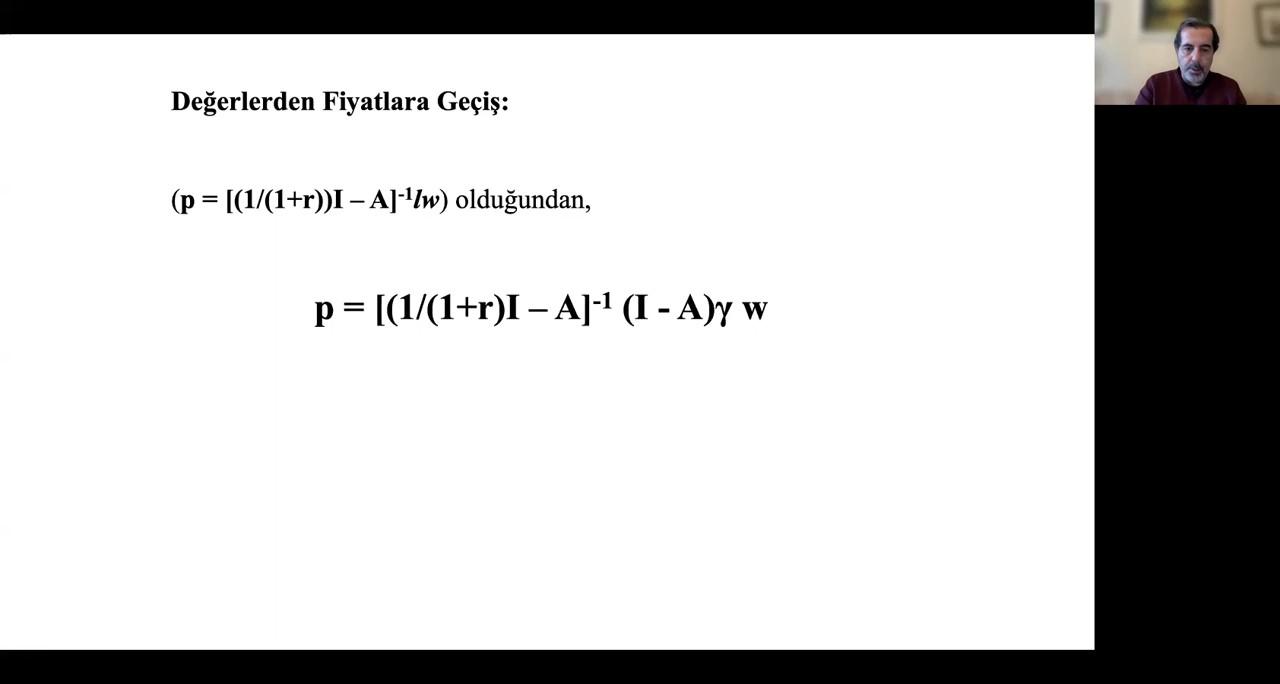 Değerlerden Fiyatlara Geçiş:
(p = [(1/(1+r))I – A]⁻¹lw) olduğundan,
p = [(1/(1+r)I – A]⁻¹ (I - A)γ w